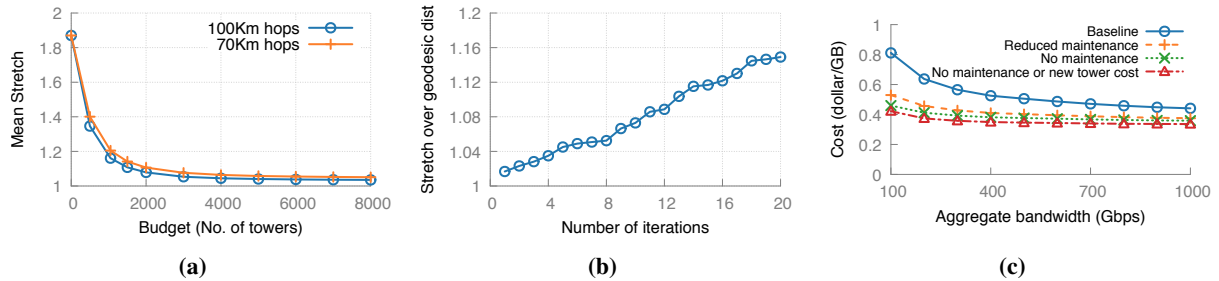 Mean Stretch
2
1.8
1.6
1.4
1.2
1
0 2000 4000 6000 8000
Budget (No. of towers)
100Km hops
70Km hops
(a)
Stretch over geodesic dist
1.2
1.16
1.12
1.08
1.04
1
0 4 8 12 16 20
Number of iterations
(b)
Cost (dollar/GB)
1
0.8
0.6
0.4
0.2
0
100 400 700 1000
Aggregate bandwidth (Gbps)
Baseline
Reduced maintenance
No maintenance
No maintenance or new tower cost
(c)